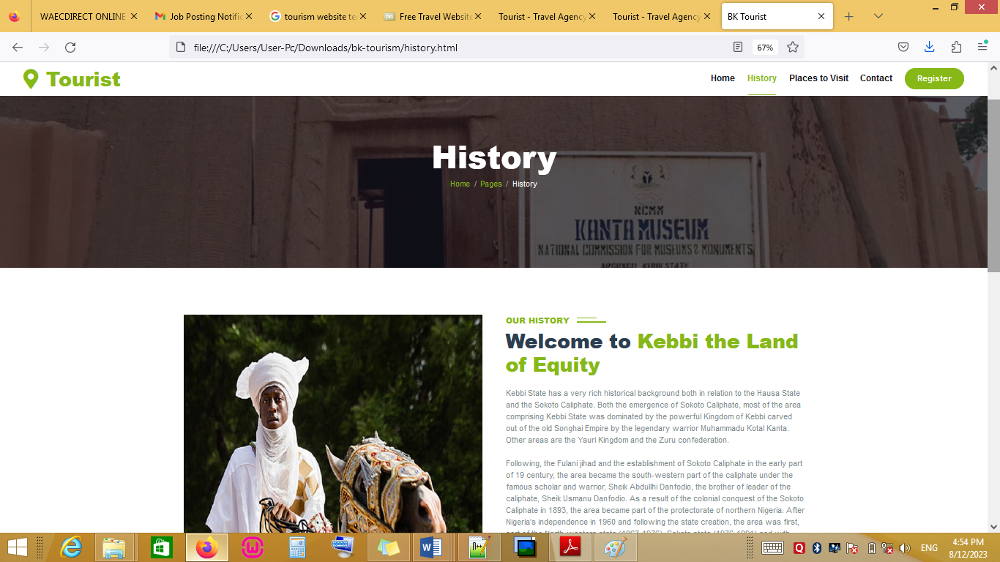 WAECDIRECT ONLINE
Job Posting Notific
tourism website te
Free Travel Website
Tourist - Travel Agency
Tourist - Travel Agency
BK Tourist
file:///C:/Users/User-Pc/Downloads/bk-tourism/history.html
67%
Tourist
Home
History
Places to Visit
Contact
Register
History
Home / Pages / History
NCMM
KANTA MUSEUM
NATIONAL COMMISSION FOR MUSEUMS & MONUMENTS
ARGUNGU, KEBBI STATE
OUR HISTORY
Welcome to Kebbi the Land
of Equity
Kebbi State has a very rich historical background both in relation to the Hausa State
and the Sokoto Caliphate. Both the emergence of Sokoto Caliphate, most of the area
comprising Kebbi State was dominated by the powerful Kingdom of Kebbi carved
out of the old Songhai Empire by the legendary warrior Muhammadu Kotal Kanta.
Other areas are the Yauri Kingdom and the Zuru confederation.
Following, the Fulani jihad and the establishment of Sokoto Caliphate in the early part
of 19 century, the area became the south-western part of the caliphate under the
famous scholar and warrior, Sheik Abdullhi Danfodio, the brother of leader of the
caliphate, Sheik Usmanu Danfodio. As a result of the colonial conquest of the Sokoto
Caliphate in 1893, the area became part of the protectorate of northern Nigeria. After
Nigeria's independence in 1960 and following the state creation, the area was first,
ENG
4:54 PM
8/12/2023